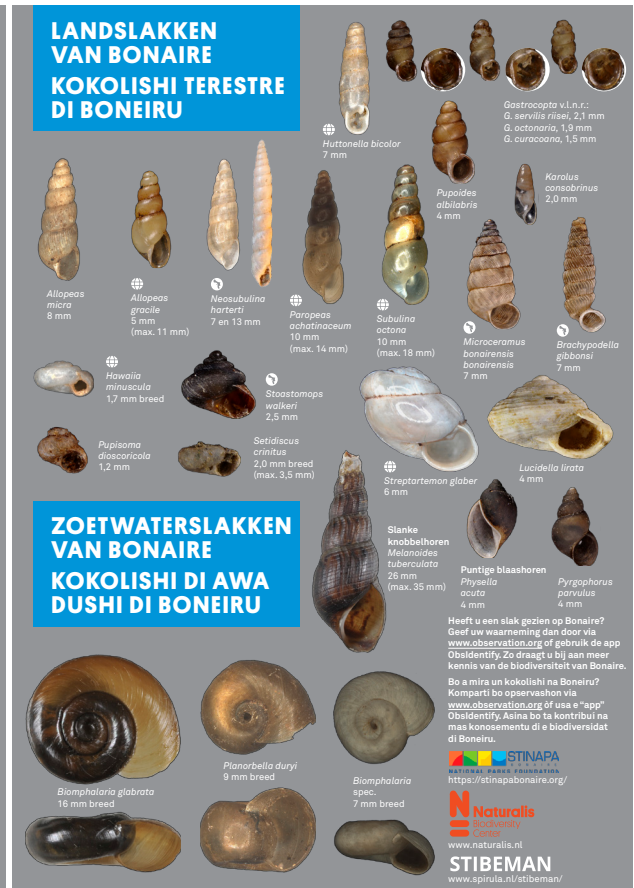 LANDSLAKKEN
VAN BONAIRE
KOKOLISHI TERESTRE
DI BONEIRU
Huttonella bicolor
7 mm
Gastrocopta v.l.n.r.:
G. servilis riisei, 2,1 mm
G. octonaria, 1,9 mm
G. curacoana, 1,5 mm
Pupoides
albilabris
4 mm
Karolus
consobrinus
2,0 mm
Allopeas
micra
8 mm
Allopeas
gracile
5 mm
(max. 11 mm)
Neosubulina
harterti
7 en 13 mm
Paropeas
achatinaceum
10 mm
(max. 14 mm)
Subulina
octona
10 mm
(max. 18 mm)
Microceramus
bonairensis
bonairensis
7 mm
Brachypodella
gibbonsi
7 mm
Hawaiia
minuscula
1,7 mm breed
Stoastomops
walkeri
2,5 mm
Pupisoma
dioscoricola
1,2 mm
Setidiscus
crinitus
2,0 mm breed
(max. 3,5 mm)
Streptartemon glaber
6 mm
Lucidella lirata
4 mm
ZOETWATERSLAKKEN
VAN BONAIRE
KOKOLISHI DI AWA
DUSHI DI BONEIRU
Slanke
knobbelhoren
Melanoides
tuberculata
26 mm
(max. 35 mm)
Puntige blaashoren
Physella
acuta
4 mm
Pyrgophorus
parvulus
4 mm
Biomphalaria glabrata
16 mm breed
Planorbella duryi
9 mm breed
Biomphalaria
spec.
7 mm breed
Heeft u een slak gezien op Bonaire?
Geef uw waarneming dan door via
www.observation.org of gebruik de app
ObsIdentify. Zo draagt u bij aan meer
kennis van de biodiversiteit van Bonaire.
Bo a mira un kokolishi na Boneiru?
Komparti bo opservashon via
www.observation.org òf usa e “app”
ObsIdentify. Asina bo ta kontribuí na
mas konosementu di e biodiversidat
di Boneiru.
STINAPA
BONAIRE
NATIONAL PARKS FOUNDATION
https://stinapabonaire.org/
Naturalis
Biodiversity
Center
www.naturalis.nl
STIBEMAN
www.spirula.nl/stibeman/